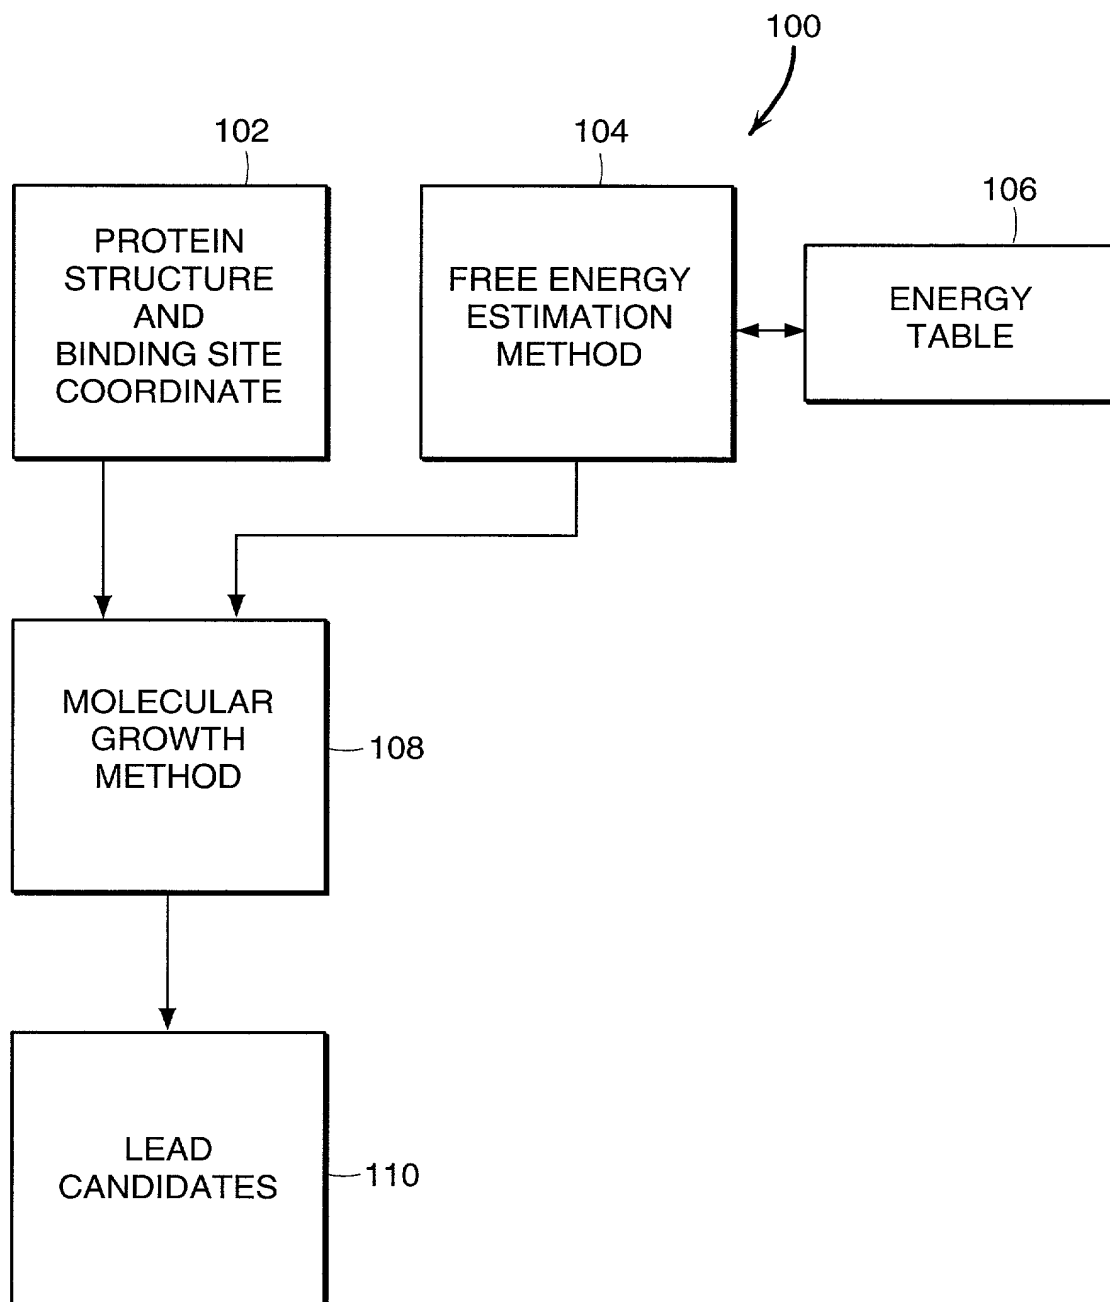 100
102
104
106
PROTEIN
STRUCTURE
AND
BINDING SITE
COORDINATE
FREE ENERGY
ESTIMATION
METHOD
ENERGY
TABLE
MOLECULAR
GROWTH
METHOD
108
LEAD
CANDIDATES
110